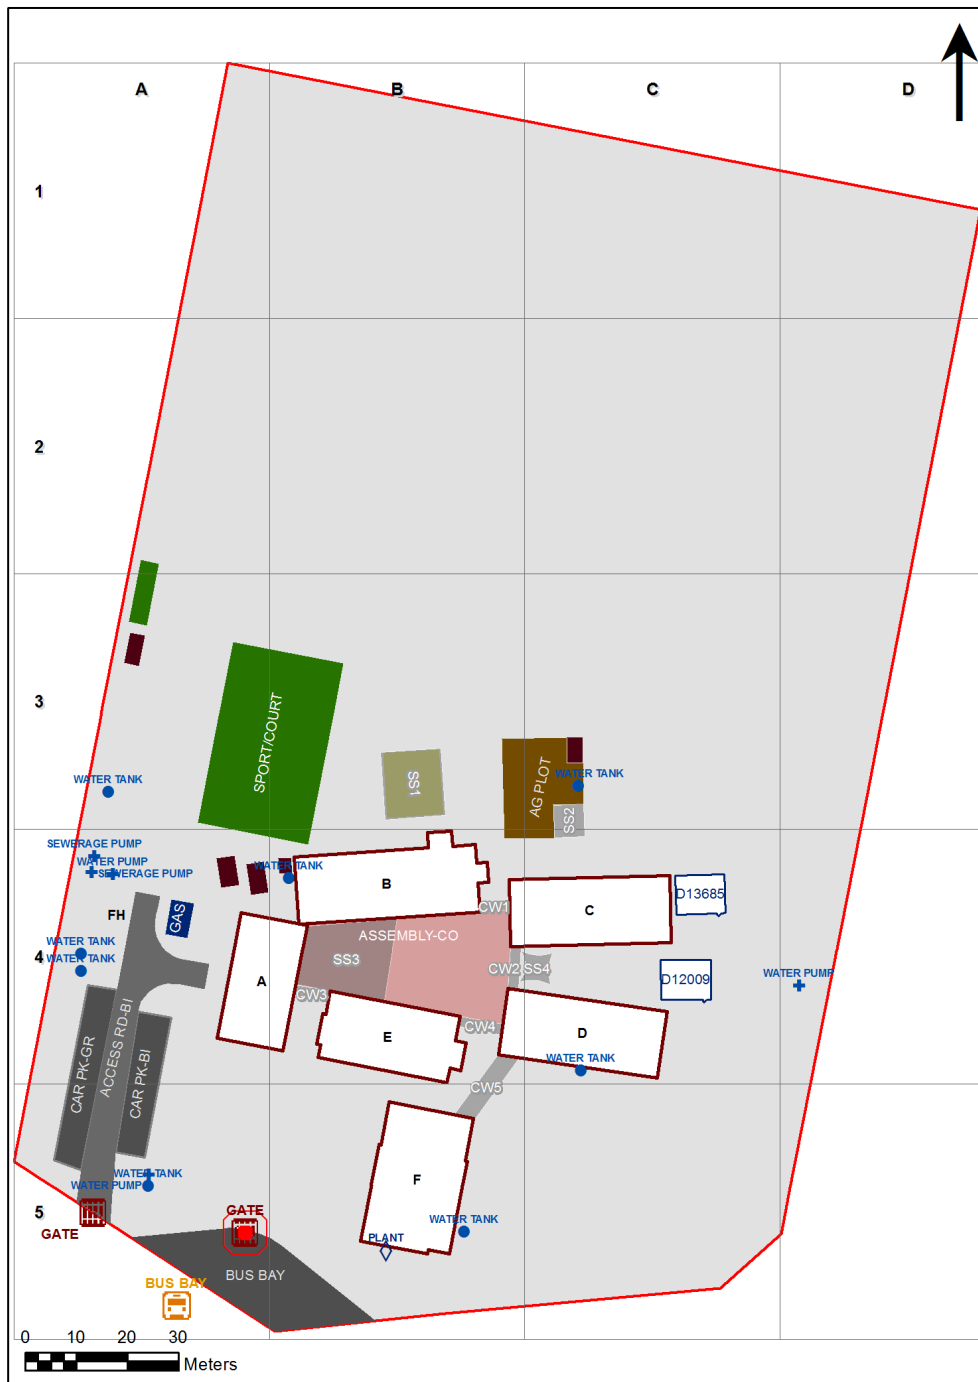 A
B
C
D
1
2
3
SPORT/COURT
SS1
AG PLOT
WATER TANK
SS2
WATER TANK
SEWERAGE PUMP
WATER PUMP
SEWERAGE PUMP
WATER TANK
B
C
D13685
FH
GAS
CW1
WATER TANK
WATER TANK
4
ASSEMBLY-CO
SS3
CW2
SS4
D12009
WATER PUMP
A
CW3
CW4
E
D
WATER TANK
CAR PK-GR
ACCESS RD-BI
CAR PK-BI
CW5
WATER TANK
WATER PUMP
F
5
GATE
GATE
WATER TANK
PLANT
BUS BAY
BUS BAY
0 10 20 30
Meters